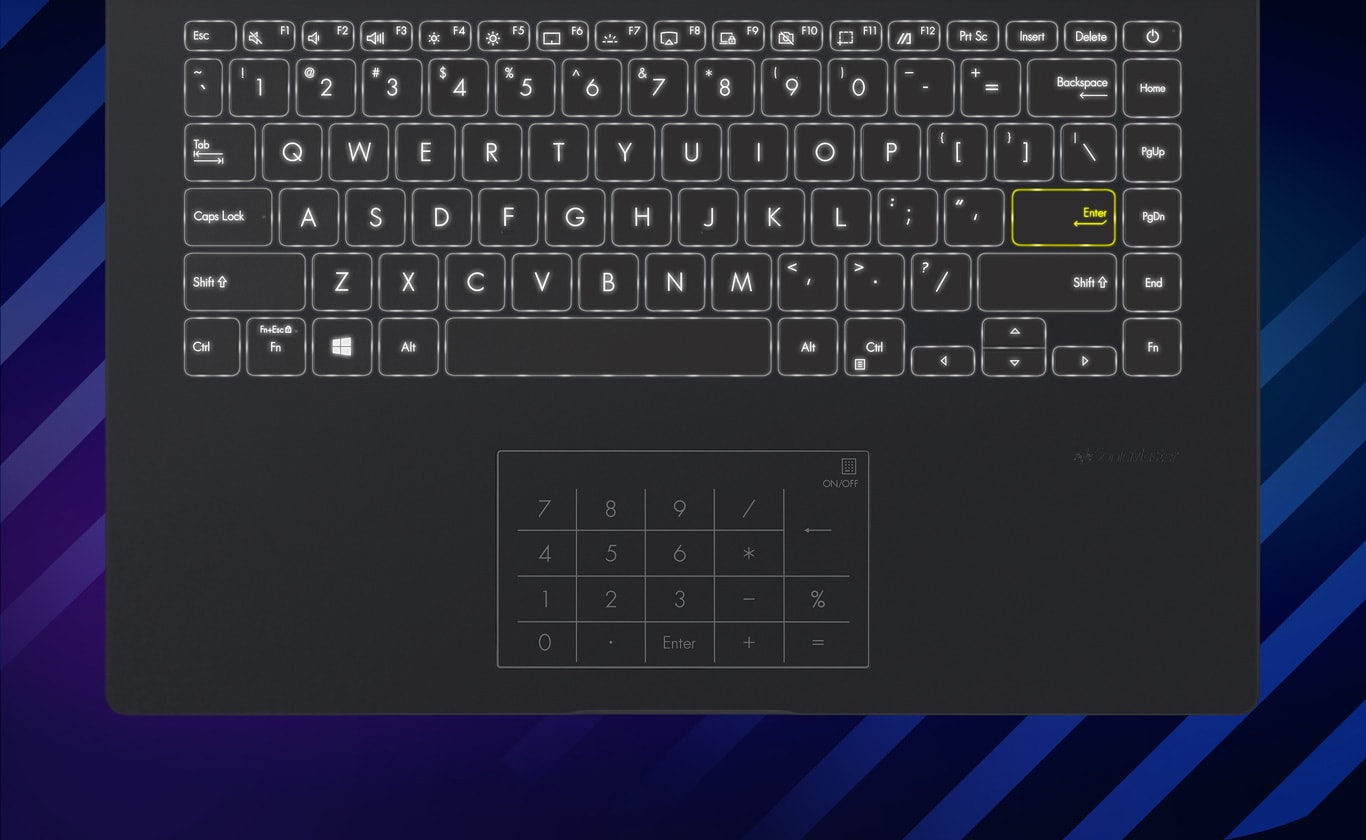 Esc F1 F2 F3 F4 F5 F6 F7 F8 F9 F10 F11 F12 Prt Sc Insert Delete
~ ! @ # $ % ^ & * ( ) — +
` 1 2 3 4 5 6 7 8 9 0 - = Backspace Home
Tab Q W E R T Y U I O P { [ } ] | \ PgUp
Caps Lock A S D F G H J K L : ; “ ‘ Enter PgDn
Shift Z X C V B N M < , > . ? / Shift End
Fn+Esc
Ctrl Fn Alt Alt Ctrl Fn
ON/OFF
7 8 9 /
4 5 6 *
1 2 3 − %
0 . Enter + =